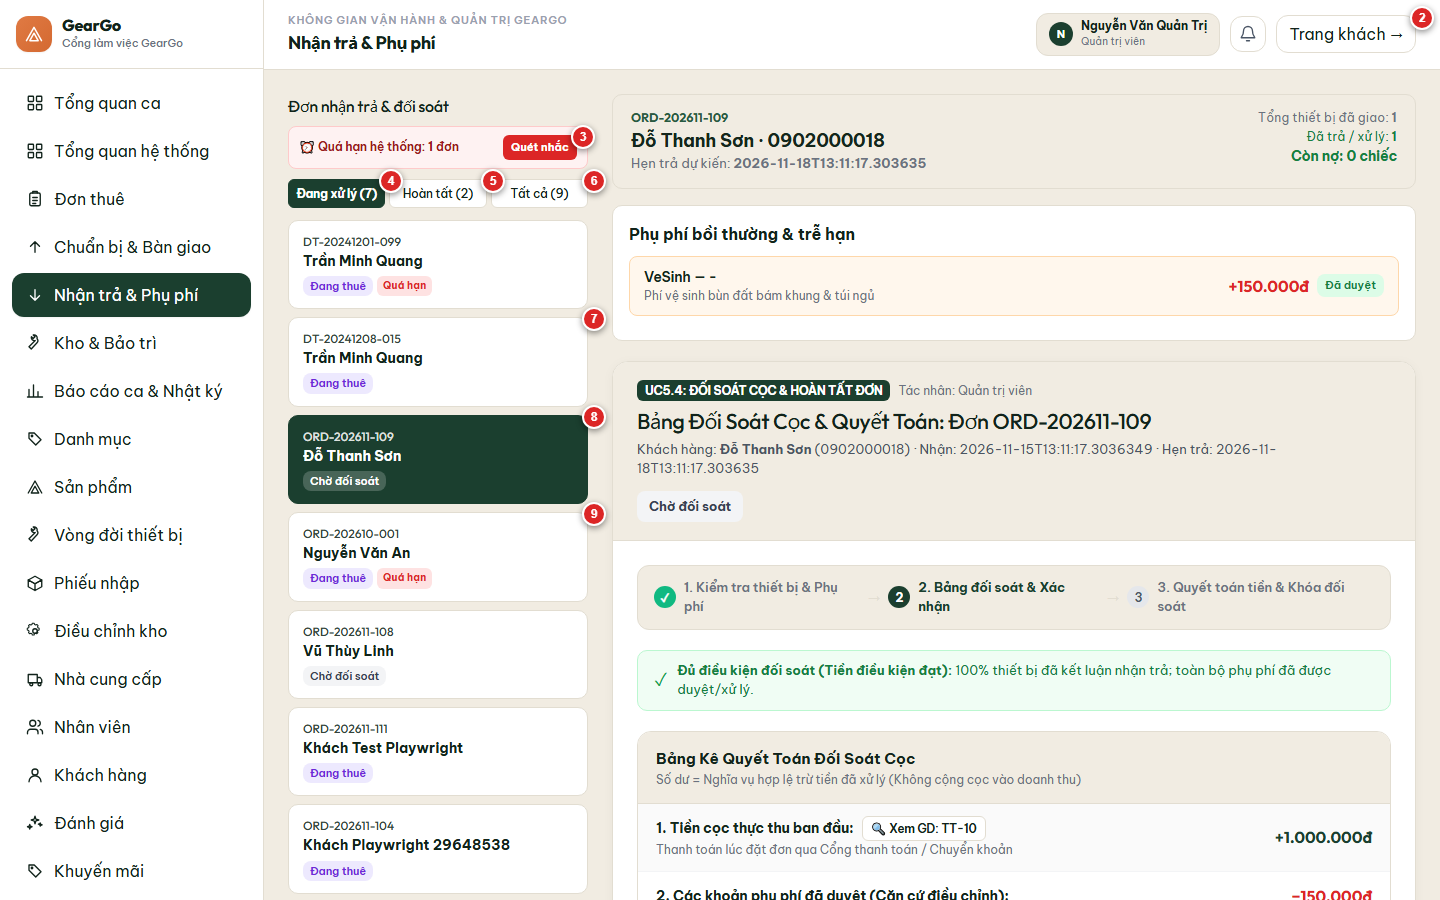 GearGo
Cổng làm việc GearGo
Tổng quan ca
Tổng quan hệ thống
Đơn thuê
Chuẩn bị & Bàn giao
Nhận trả & Phụ phí
Kho & Bảo trì
Báo cáo ca & Nhật ký
Danh mục
Sản phẩm
Vòng đời thiết bị
Phiếu nhập
Điều chỉnh kho
Nhà cung cấp
Nhân viên
Khách hàng
Đánh giá
Khuyến mãi
KHÔNG GIAN VẬN HÀNH & QUẢN TRỊ GEARGO
Nhận trả & Phụ phí
N
Nguyễn Văn Quản Trị
Quản trị viên
Trang khách →
2
Đơn nhận trả & đối soát
Quá hạn hệ thống: 1 đơn
Quét nhắc
3
Đang xử lý (7)
4
Hoàn tất (2)
5
Tất cả (9)
6
DT-20241201-099
Trần Minh Quang
Đang thuê
Quá hạn
7
DT-20241208-015
Trần Minh Quang
Đang thuê
8
ORD-202611-109
Đỗ Thanh Sơn
Chờ đối soát
9
ORD-202610-001
Nguyễn Văn An
Đang thuê
Quá hạn
ORD-202611-108
Vũ Thùy Linh
Chờ đối soát
ORD-202611-111
Khách Test Playwright
Đang thuê
ORD-202611-104
Khách Playwright 29648538
Đang thuê
ORD-202611-109
Đỗ Thanh Sơn · 0902000018
Hẹn trả dự kiến: 2026-11-18T13:11:17.303635
Tổng thiết bị đã giao: 1
Đã trả / xử lý: 1
Còn nợ: 0 chiếc
Phụ phí bồi thường & trễ hạn
VeSinh — -
Phí vệ sinh bùn đất bám khung & túi ngủ
+150.000đ
Đã duyệt
UC5.4: ĐỐI SOÁT CỌC & HOÀN TẤT ĐƠN
Tác nhân: Quản trị viên
Bảng Đối Soát Cọc & Quyết Toán: Đơn ORD-202611-109
Khách hàng: Đỗ Thanh Sơn (0902000018) · Nhận: 2026-11-15T13:11:17.3036349 · Hẹn trả: 2026-11-
18T13:11:17.303635
Chờ đối soát
1. Kiểm tra thiết bị & Phụ
phí
→
2
2. Bảng đối soát & Xác
nhận
→
3
3. Quyết toán tiền & Khóa đối
soát
✓ Đủ điều kiện đối soát (Tiền điều kiện đạt): 100% thiết bị đã kết luận nhận trả; toàn bộ phụ phí đã được
duyệt/xử lý.
Bảng Kê Quyết Toán Đối Soát Cọc
Số dư = Nghĩa vụ hợp lệ trừ tiền đã xử lý (Không cộng cọc vào doanh thu)
1. Tiền cọc thực thu ban đầu:
Xem GD: TT-10
Thanh toán lúc đặt đơn qua Cổng thanh toán / Chuyển khoản
+1.000.000đ
2. Các khoản phụ phí đã duyệt (Căn cứ điều chỉnh):
−150.000đ